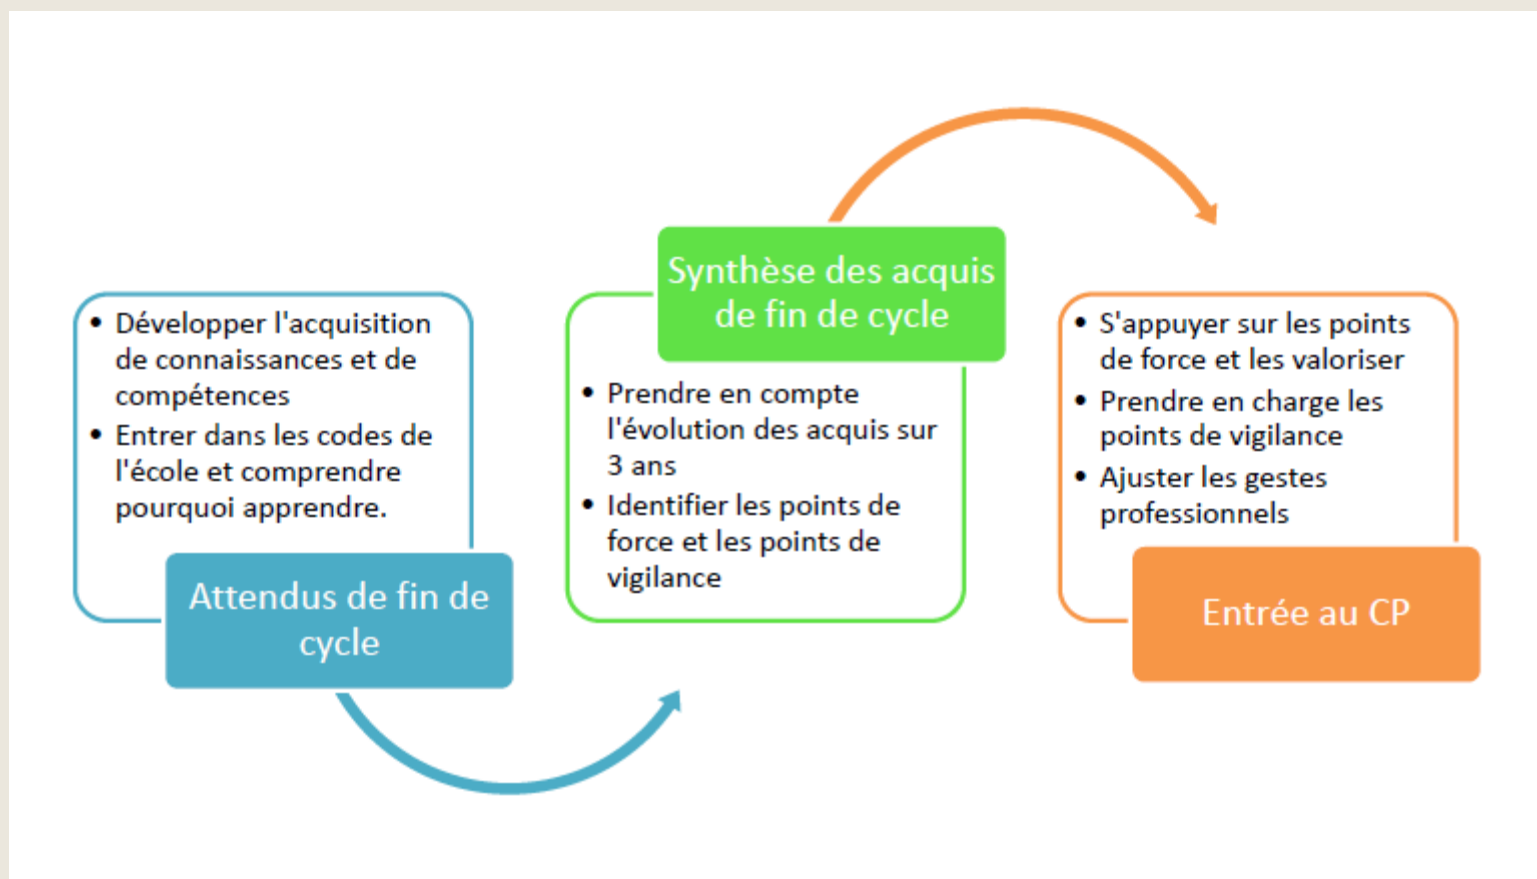 • Développer l'acquisition
de connaissances et de
compétences
• Entrer dans les codes de
l'école et comprendre
pourquoi apprendre.
Attendus de fin de
cycle
Synthèse des acquis
de fin de cycle
• Prendre en compte
l'évolution des acquis sur
3 ans
• Identifier les points de
force et les points de
vigilance
• S'appuyer sur les points
de force et les valoriser
• Prendre en charge les
points de vigilance
• Ajuster les gestes
professionnels
Entrée au CP